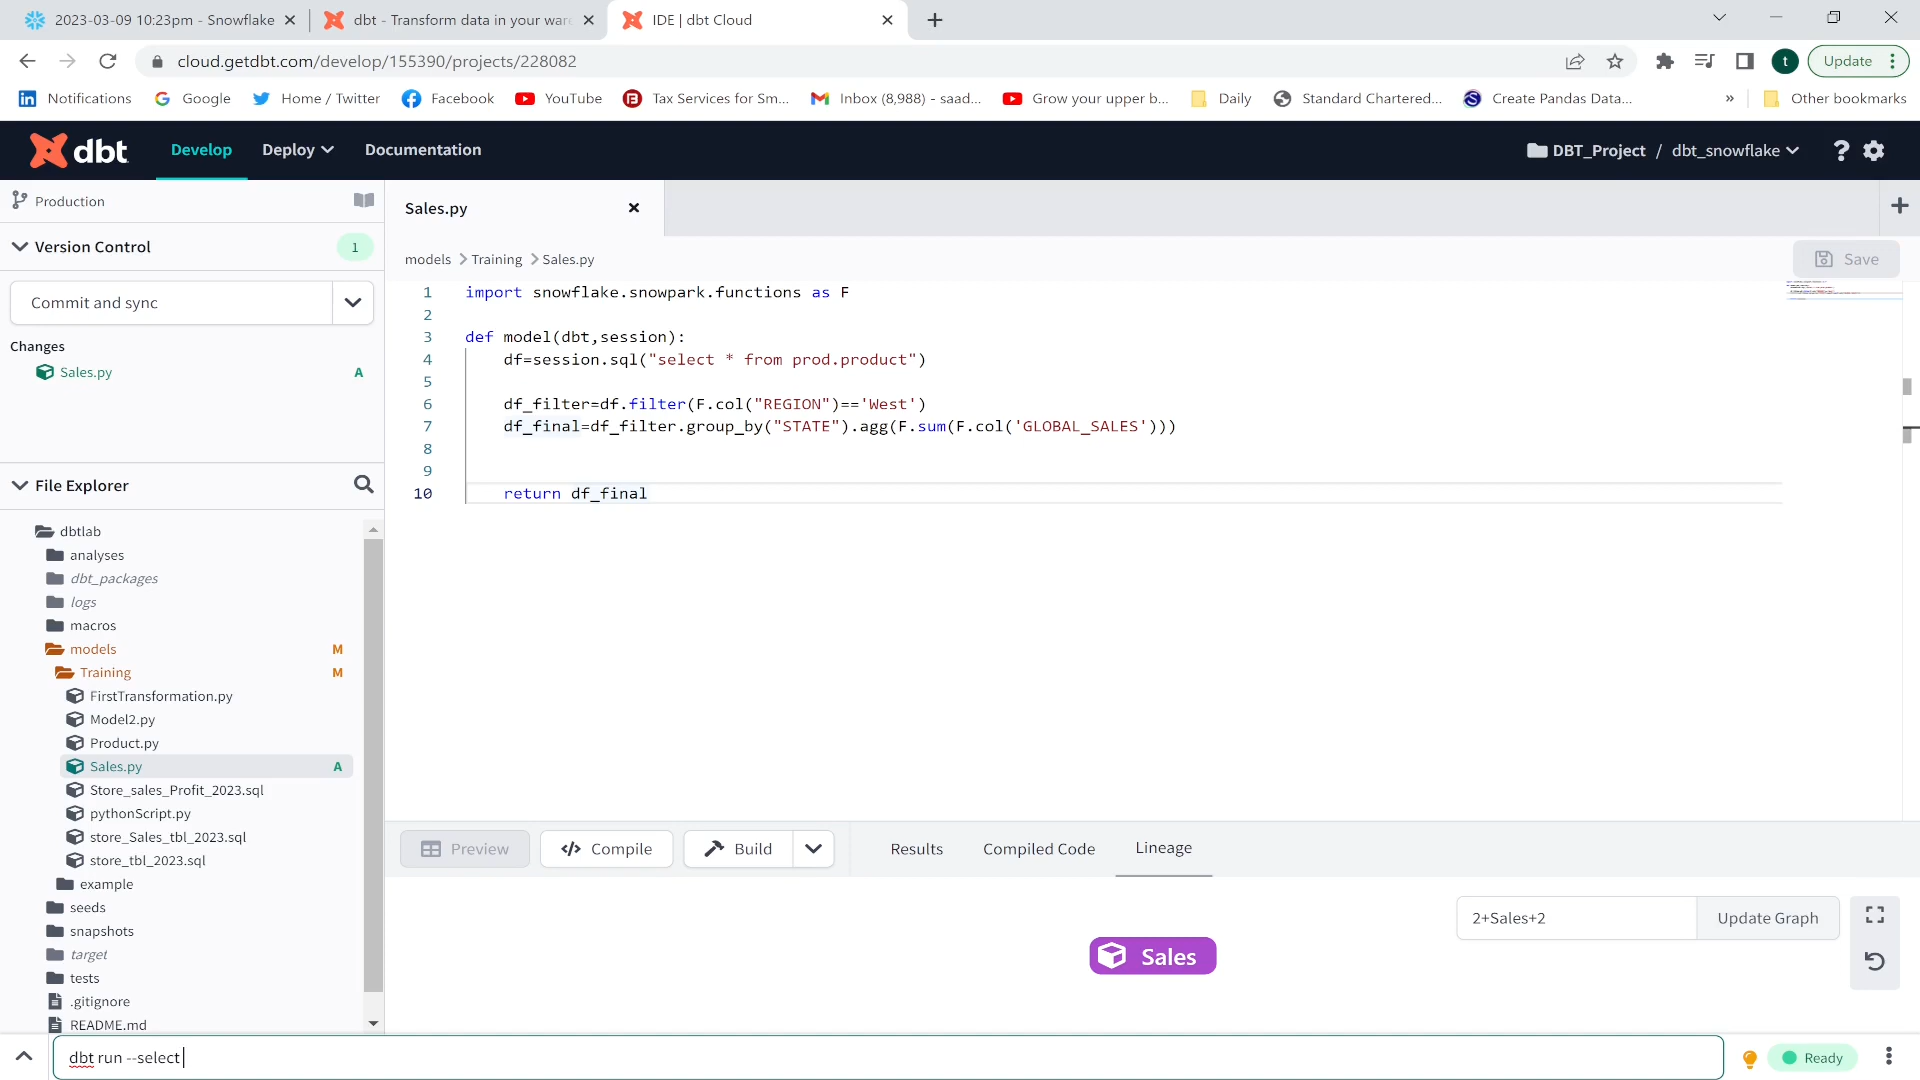 2023-03-09 10:23pm - Snowflake
dbt - Transform data in your ware
IDE | dbt Cloud
cloud.getdbt.com/develop/155390/projects/228082
t
Update
Notifications
Google
Home / Twitter
Facebook
YouTube
Tax Services for Sm...
Inbox (8,988) - saad...
Grow your upper b...
Daily
Standard Chartered...
Create Pandas Data...
»
Other bookmarks
dbt
Develop
Deploy
Documentation
DBT_Project / dbt_snowflake
Production
Version Control
1
Commit and sync
Changes
Sales.py A
File Explorer
dbtlab
analyses
dbt_packages
logs
macros
models M
Training M
FirstTransformation.py
Model2.py
Product.py
Sales.py A
Store_sales_Profit_2023.sql
pythonScript.py
store_Sales_tbl_2023.sql
store_tbl_2023.sql
example
seeds
snapshots
target
tests
.gitignore
README.md
Sales.py
models > Training > Sales.py
Save
1 import snowflake.snowpark.functions as F
2
3 def model(dbt,session):
4 df=session.sql("select * from prod.product")
5
6 df_filter=df.filter(F.col("REGION")=='West')
7 df_final=df_filter.group_by("STATE").agg(F.sum(F.col('GLOBAL_SALES')))
8
9
10 return df_final
Preview
</> Compile
Build
Results
Compiled Code
Lineage
2+Sales+2
Update Graph
Sales
dbt run --select
Ready